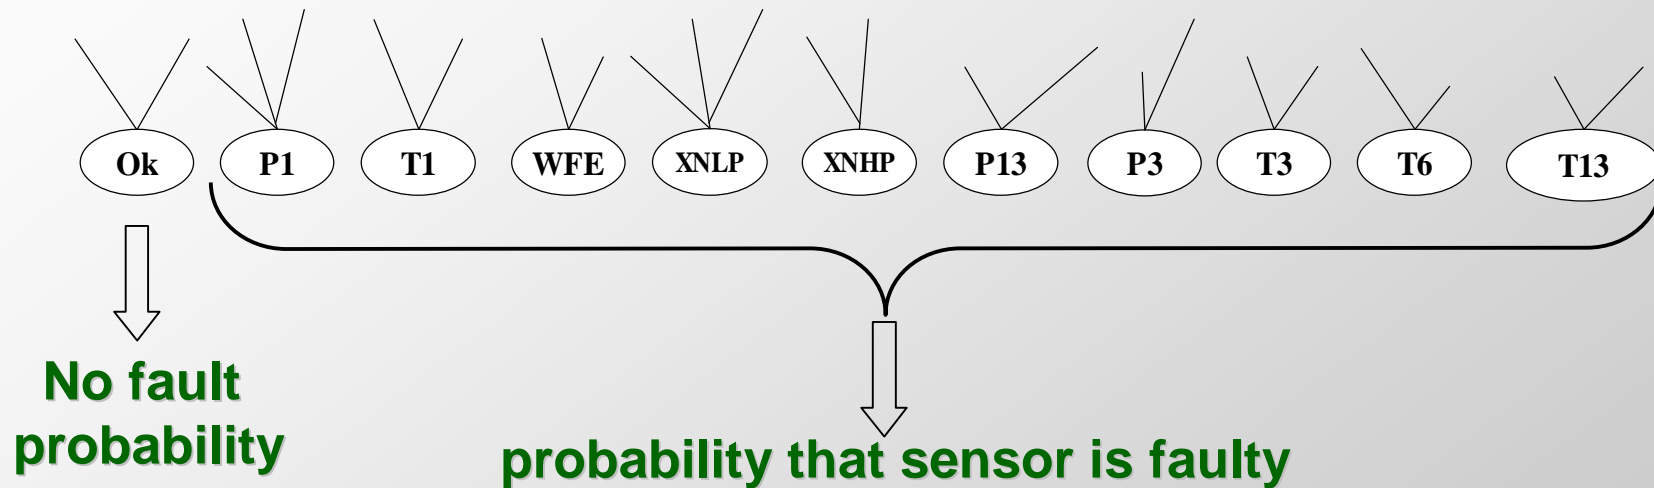 Ok P1 T1 WFE XNLP XNHP P13 P3 T3 T6 T13
No fault
probability
probability that sensor is faulty